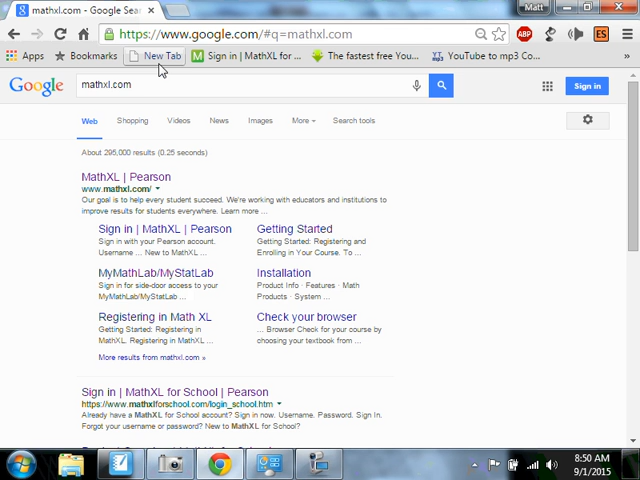 mathxl.com - Google Sear
Matt
https://www.google.com/#q=mathxl.com
ABP
ES
Apps Bookmarks New Tab Sign in | MathXL for ... The fastest free You... YouTube to mp3 Co... »
Google mathxl.com Sign in
Web Shopping Videos News Images More Search tools
About 295,000 results (0.25 seconds)
MathXL | Pearson
www.mathxl.com/
Our goal is to help every student succeed. We're working with educators and institutions to
improve results for students everywhere. Learn more ...
Sign in | MathXL | Pearson
Sign in with your Pearson account.
Username ... New to MathXL ...
Getting Started
Getting Started: Registering and
Enrolling in Your Course. To ...
MyMathLab/MyStatLab
Sign in for side-door access to your
MyMathLab/MyStatLab ...
Installation
Product Info · Features · Math
Products · System ...
Registering in Math XL
Getting Started: Registering in
MathXL. Registering in MathXL ...
Check your browser
... Browser Check for your course by
choosing your textbook from ...
More results from mathxl.com »
Sign in | MathXL for School | Pearson
https://www.mathxlforschool.com/login_school.htm
Already have a MathXL for School account? Sign in now. Username. Password. Sign In.
Forgot your username or password? New to MathXL for School?
8:50 AM
9/1/2015